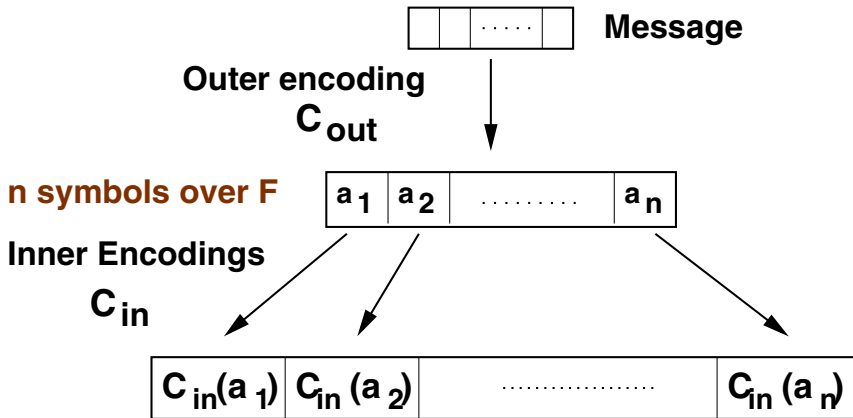 ..... Message
Outer encoding
C out
n symbols over F
a 1 a 2 ......... a n
Inner Encodings
C in
C in (a 1) C in (a 2) ..................... C in (a n)